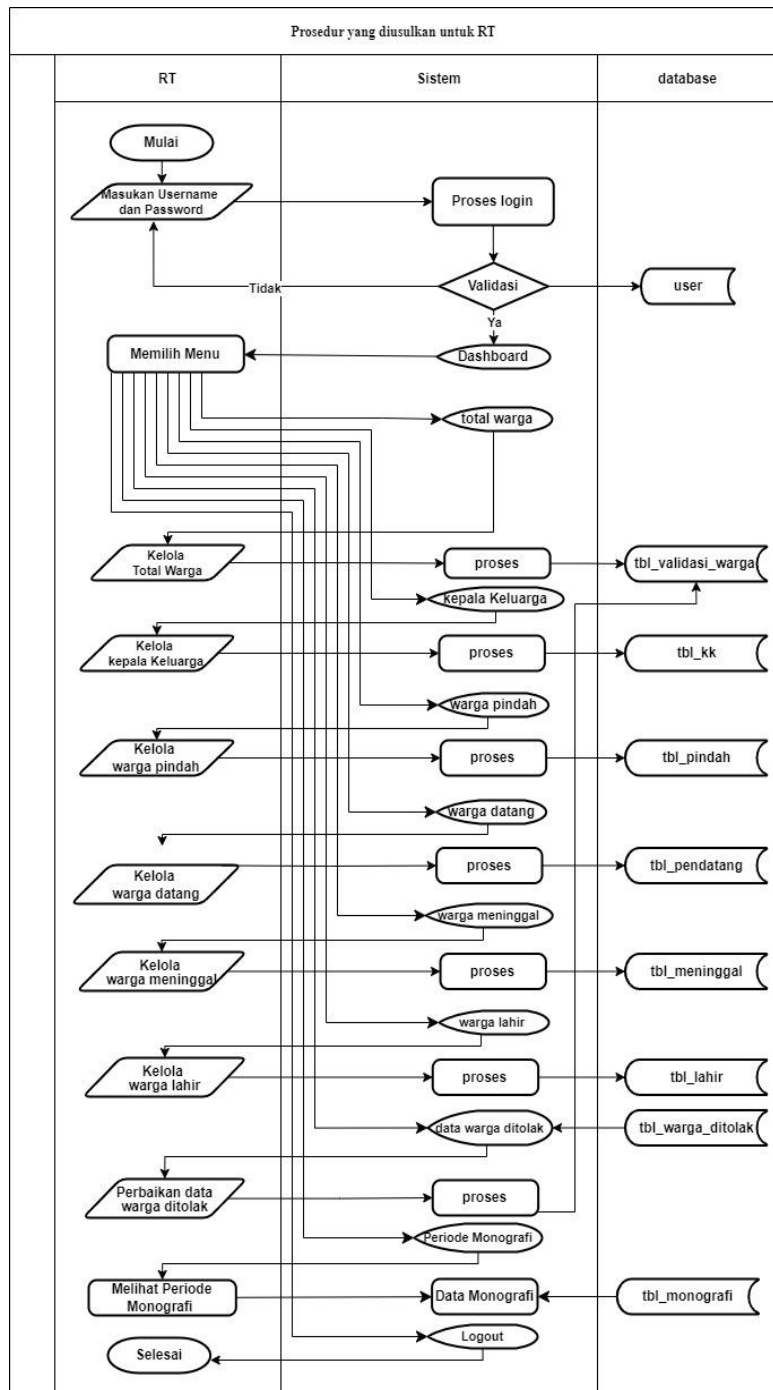 Prosedur yang diusulkan untuk RT
RT
Sistem
database
Mulai
Masukan Username
dan Password
Proses login
Tidak
Validasi
user
Ya
Memilih Menu
Dashboard
total warga
Kelola
Total Warga
proses
tbl_validasi_warga
kepala Keluarga
Kelola
kepala Keluarga
proses
tbl_kk
warga pindah
Kelola
warga pindah
proses
tbl_pindah
warga datang
Kelola
warga datang
proses
tbl_pendatang
warga meninggal
Kelola
warga meninggal
proses
tbl_meninggal
warga lahir
Kelola
warga lahir
proses
tbl_lahir
data warga ditolak
tbl_warga_ditolak
Perbaikan data
warga ditolak
proses
Periode Monografi
Melihat Periode
Monografi
Data Monografi
tbl_monografi
Logout
Selesai